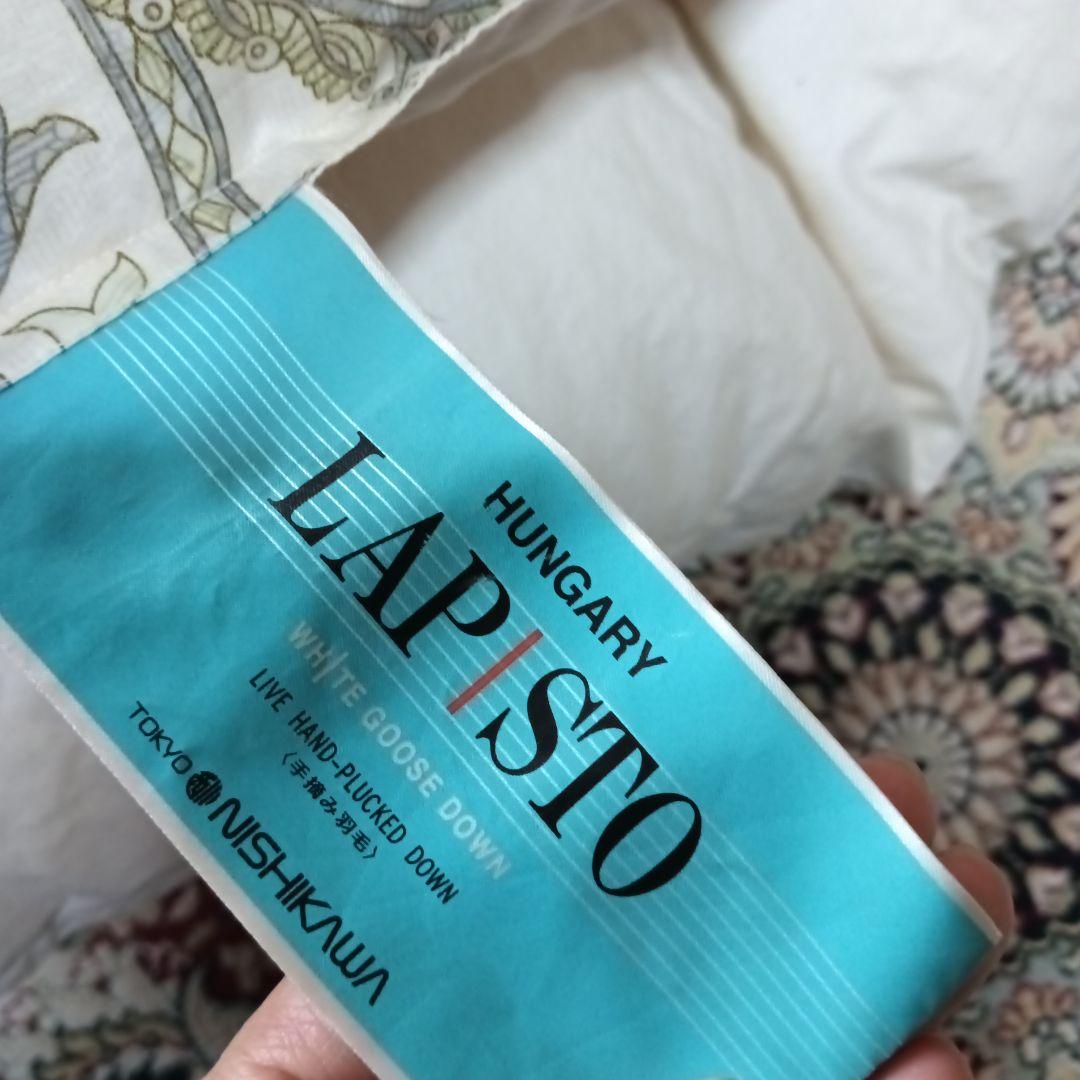 HUNGARY
LAPISTO
WHITE GOOSE DOWN
LIVE HAND-PLUCKED DOWN
〈手摘み羽毛〉
TOKYO NISHIKAWA